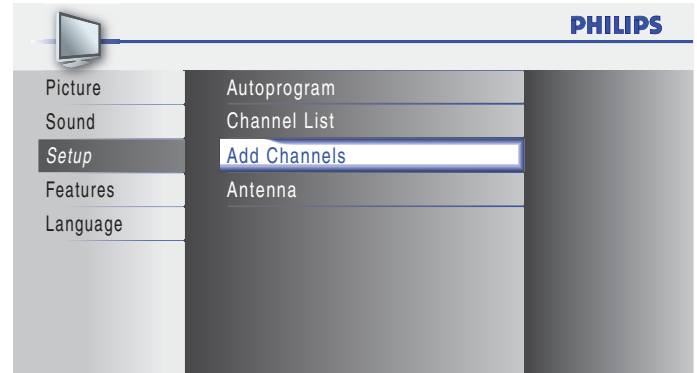 PHILIPS
Picture
Sound
Setup
Features
Language
Autoprogram
Channel List
Add Channels
Antenna